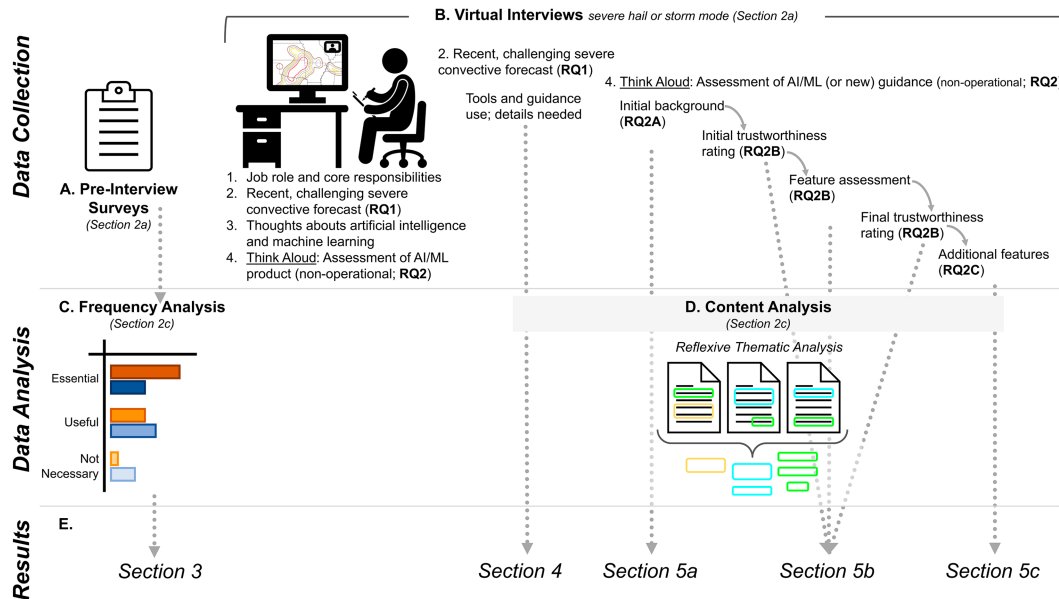 Data Collection
B. Virtual Interviews severe hail or storm mode (Section 2a)
A. Pre-Interview
Surveys
(Section 2a)
1. Job role and core responsibilities
2. Recent, challenging severe
convective forecast (RQ1)
3. Thoughts abouts artificial intelligence
and machine learning
4. Think Aloud: Assessment of AI/ML
product (non-operational; RQ2)
2. Recent, challenging severe
convective forecast (RQ1)
Tools and guidance
use; details needed
4. Think Aloud: Assessment of AI/ML (or new) guidance (non-operational; RQ2)
Initial background
(RQ2A)
Initial trustworthiness
rating (RQ2B)
Feature assessment
(RQ2B)
Final trustworthiness
rating (RQ2B)
Additional features
(RQ2C)
Data Analysis
C. Frequency Analysis
(Section 2c)
Essential
Useful
Not
Necessary
D. Content Analysis
(Section 2c)
Reflexive Thematic Analysis
Results
E.
Section 3
Section 4
Section 5a
Section 5b
Section 5c